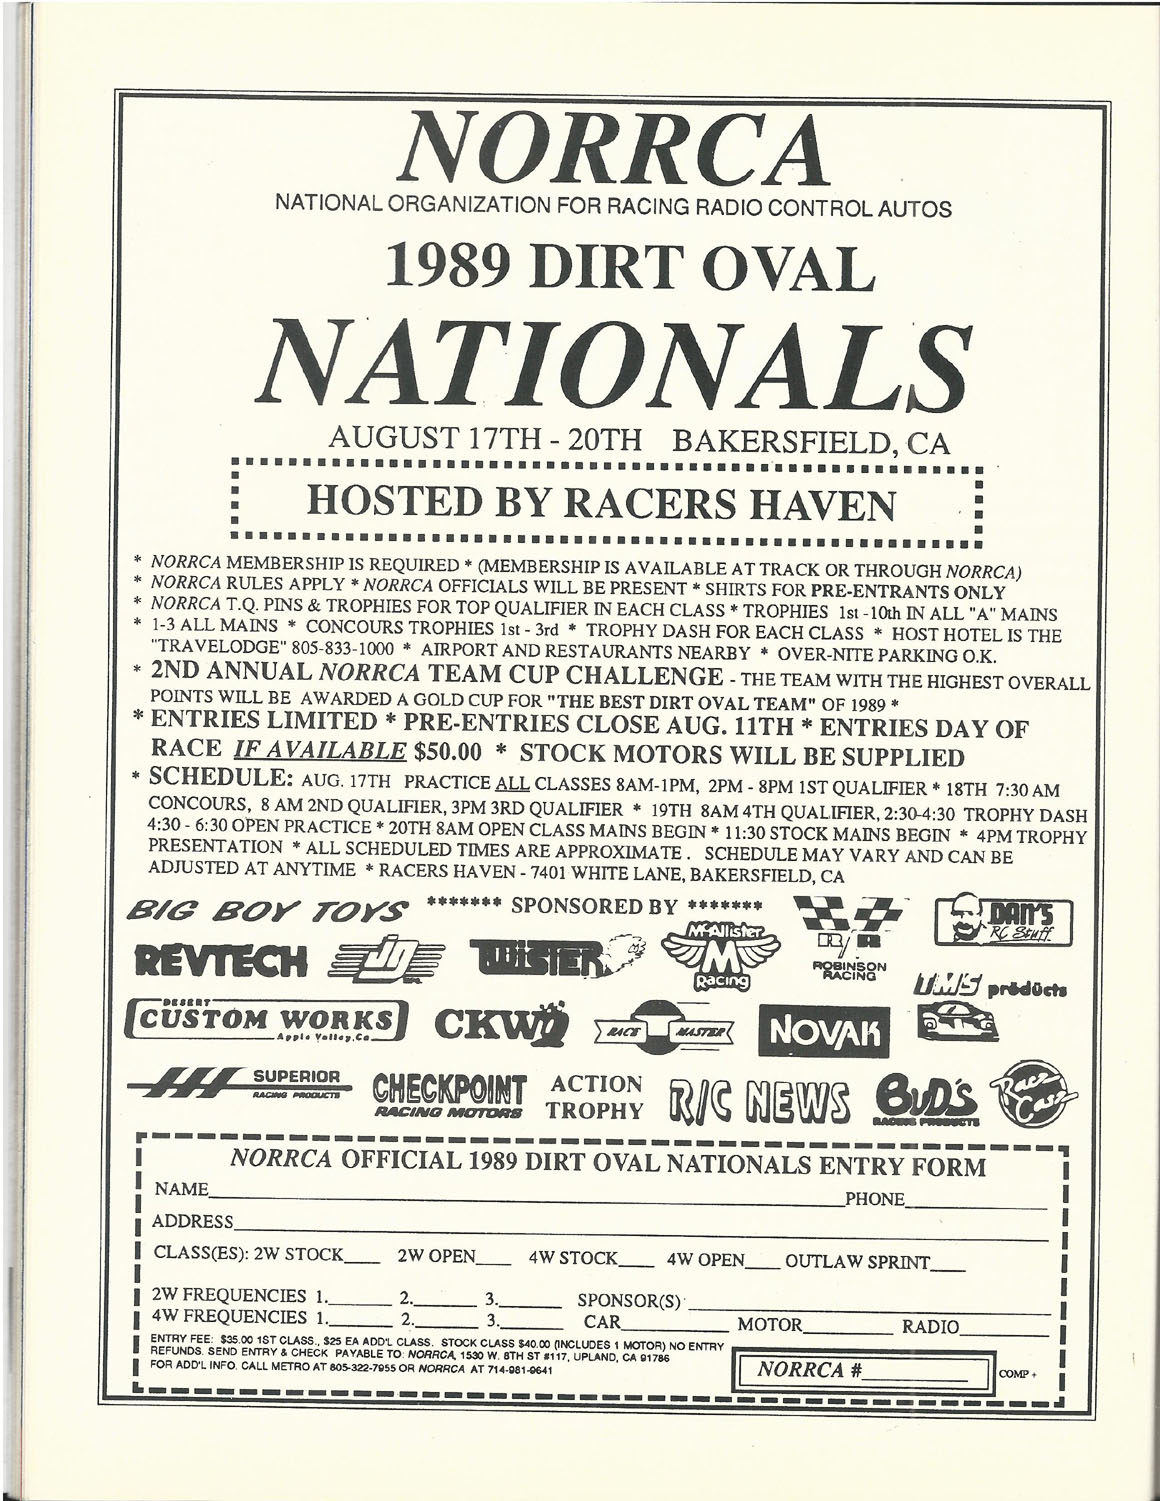 NORRCA
NATIONAL ORGANIZATION FOR RACING RADIO CONTROL AUTOS
1989 DIRT OVAL
NATIONALS
AUGUST 17TH - 20TH BAKERSFIELD, CA
HOSTED BY RACERS HAVEN
* NORRCA MEMBERSHIP IS REQUIRED * (MEMBERSHIP IS AVAILABLE AT TRACK OR THROUGH NORRCA)
* NORRCA RULES APPLY * NORRCA OFFICIALS WILL BE PRESENT * SHIRTS FOR PRE-ENTRANTS ONLY
* NORRCA T.Q. PINS & TROPHIES FOR TOP QUALIFIER IN EACH CLASS * TROPHIES 1st -10th IN ALL "A" MAINS
* 1-3 ALL MAINS * CONCOURS TROPHIES 1st - 3rd * TROPHY DASH FOR EACH CLASS * HOST HOTEL IS THE
"TRAVELODGE" 805-833-1000 * AIRPORT AND RESTAURANTS NEARBY * OVER-NITE PARKING O.K.
* 2ND ANNUAL NORRCA TEAM CUP CHALLENGE - THE TEAM WITH THE HIGHEST OVERALL
POINTS WILL BE AWARDED A GOLD CUP FOR "THE BEST DIRT OVAL TEAM" OF 1989 *
* ENTRIES LIMITED * PRE-ENTRIES CLOSE AUG. 11TH * ENTRIES DAY OF
RACE IF AVAILABLE $50.00 * STOCK MOTORS WILL BE SUPPLIED
* SCHEDULE: AUG. 17TH PRACTICE ALL CLASSES 8AM-1PM, 2PM - 8PM 1ST QUALIFIER * 18TH 7:30 AM
CONCOURS, 8 AM 2ND QUALIFIER, 3PM 3RD QUALIFIER * 19TH 8AM 4TH QUALIFIER, 2:30-4:30 TROPHY DASH
4:30 - 6:30 OPEN PRACTICE * 20TH 8AM OPEN CLASS MAINS BEGIN * 11:30 STOCK MAINS BEGIN * 4PM TROPHY
PRESENTATION * ALL SCHEDULED TIMES ARE APPROXIMATE. SCHEDULE MAY VARY AND CAN BE
ADJUSTED AT ANYTIME * RACERS HAVEN - 7401 WHITE LANE, BAKERSFIELD, CA
******* SPONSORED BY *******
BIG BOY TOYS
DAN'S
RC Stuff
REVTECH
JG
TWISTER
McAllister
M
Racing
R/R
ROBINSON
RACING
TMS products
DESERT
CUSTOM WORKS
Apple Valley, Ca
CKW
RACE MASTER
NOVAK
SUPERIOR
RACING PRODUCTS
CHECKPOINT
RACING MOTORS
ACTION
TROPHY
R/C NEWS
BUD'S
RACING PRODUCTS
Race
Case
NORRCA OFFICIAL 1989 DIRT OVAL NATIONALS ENTRY FORM
NAME PHONE
ADDRESS
CLASS(ES): 2W STOCK 2W OPEN 4W STOCK 4W OPEN OUTLAW SPRINT
2W FREQUENCIES 1. 2. 3. SPONSOR(S)
4W FREQUENCIES 1. 2. 3. CAR MOTOR RADIO
ENTRY FEE: $35.00 1ST CLASS., $25 EA ADD'L CLASS. STOCK CLASS $40.00 (INCLUDES 1 MOTOR) NO ENTRY
REFUNDS. SEND ENTRY & CHECK PAYABLE TO: NORRCA, 1530 W. 8TH ST #117, UPLAND, CA 91786
FOR ADD'L INFO. CALL METRO AT 805-322-7955 OR NORRCA AT 714-981-9641
NORRCA #
COMP +